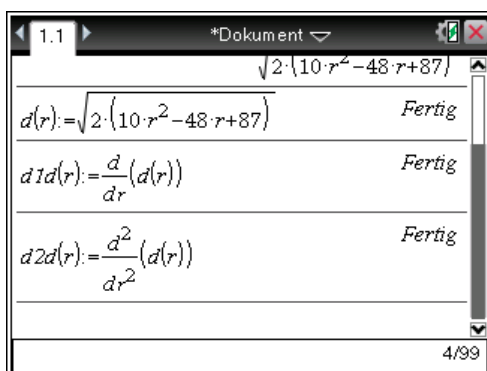 1.1 *Dokument
√2·(10·r²-48·r+87)
d(r):=√2·(10·r²-48·r+87) Fertig
d1d(r):=d/dr(d(r)) Fertig
d2d(r):=d²/dr²(d(r)) Fertig
4/99